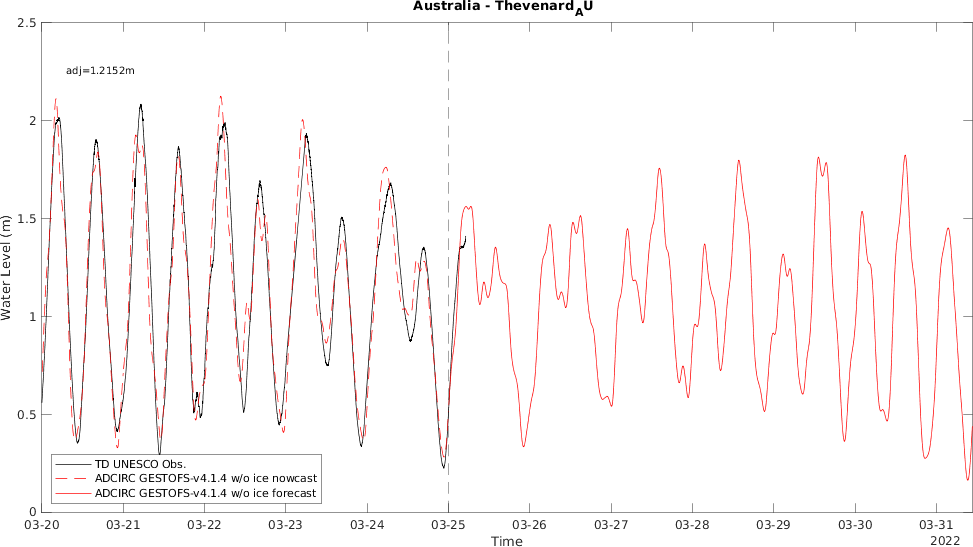 Australia - Thevenard_AU
adj=1.2152m
2.5
2
1.5
1
0.5
0
Water Level (m)
TD UNESCO Obs.
ADCIRC GESTOFS-v4.1.4 w/o ice nowcast
ADCIRC GESTOFS-v4.1.4 w/o ice forecast
03-20 03-21 03-22 03-23 03-24 03-25 03-26 03-27 03-28 03-29 03-30 03-31
Time
2022